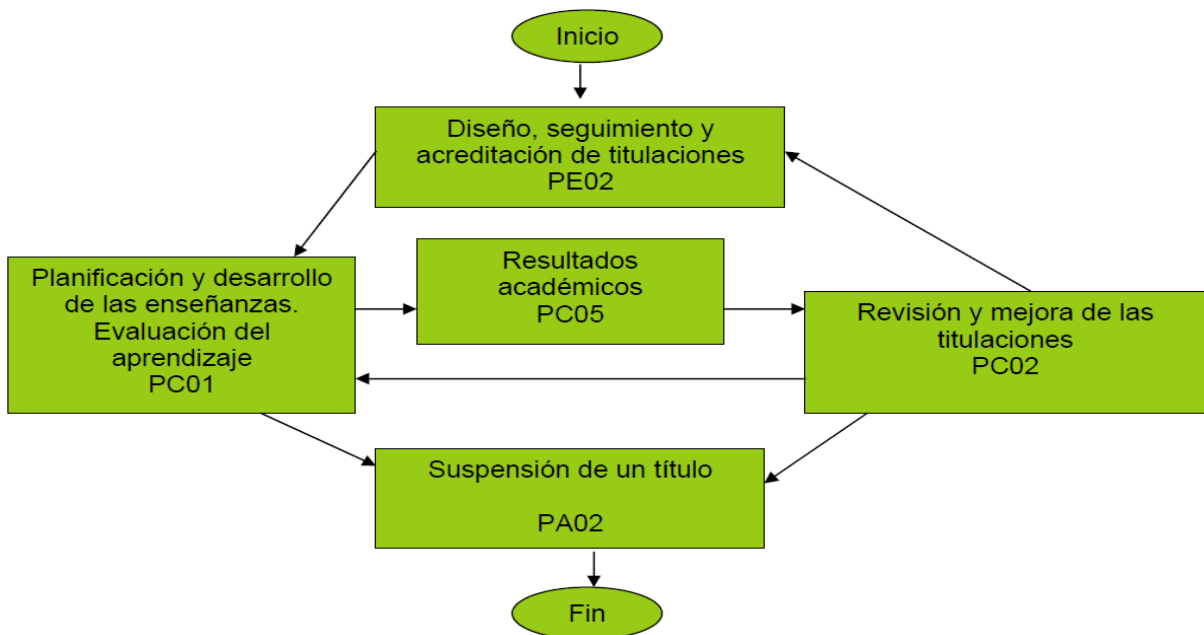 Inicio
Diseño, seguimiento y
acreditación de titulaciones
PE02
Planificación y desarrollo
de las enseñanzas.
Evaluación del
aprendizaje
PC01
Resultados
académicos
PC05
Revisión y mejora de las
titulaciones
PC02
Suspensión de un título
PA02
Fin